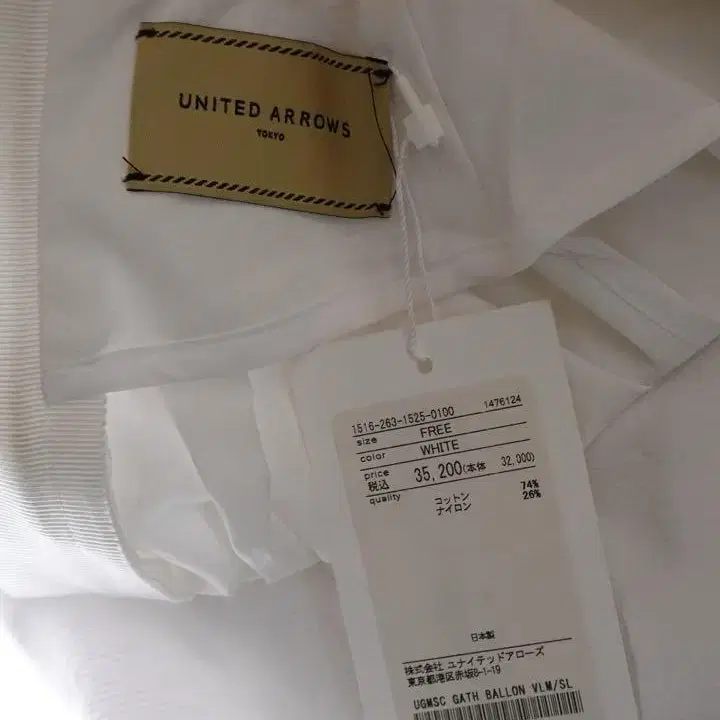 UNITED ARROWS
TOKYO
1516-263-1525-0100 1476124
size FREE
color WHITE
price
税込 35,200(本体 32,000)
quality コットン 74%
ナイロン 26%
日本製
株式会社 ユナイテッドアローズ
東京都港区赤坂8-1-19
UGMSC GATH BALLON VLM/SL